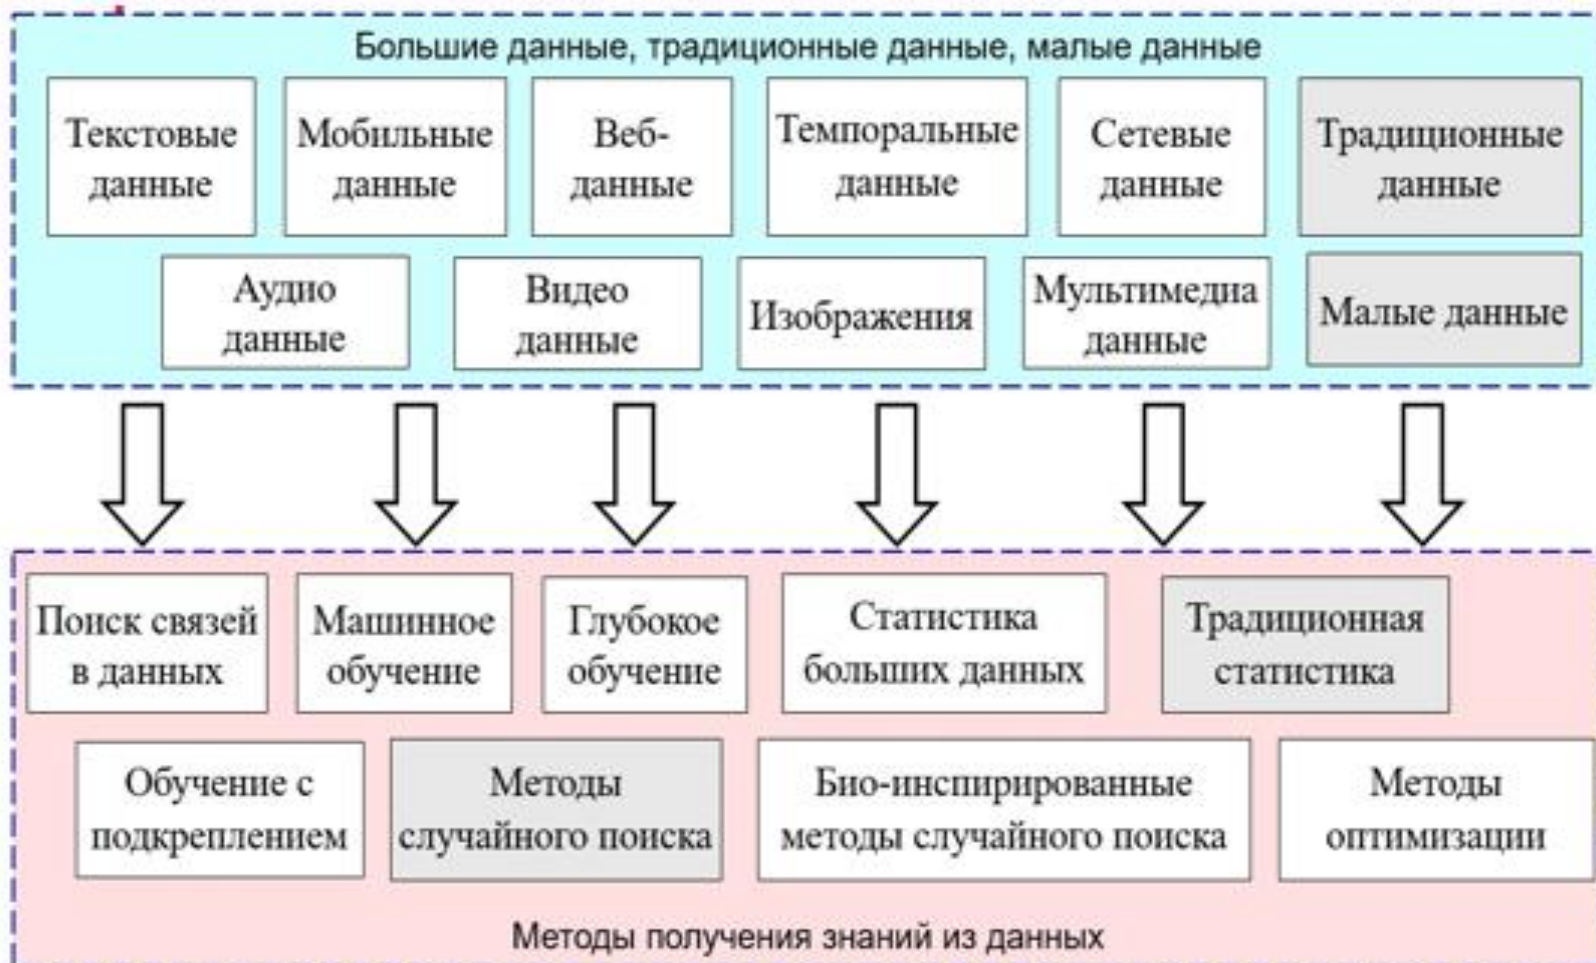 Большие данные, традиционные данные, малые данные
Текстовые
данные
Мобильные
данные
Веб-
данные
Темпоральные
данные
Сетевые
данные
Традиционные
данные
Аудио
данные
Видео
данные
Изображения
Мультимедиа
данные
Малые данные
Поиск связей
в данных
Машинное
обучение
Глубокое
обучение
Статистика
больших данных
Традиционная
статистика
Обучение с
подкреплением
Методы
случайного поиска
Био-инспирированные
методы случайного поиска
Методы
оптимизации
Методы получения знаний из данных